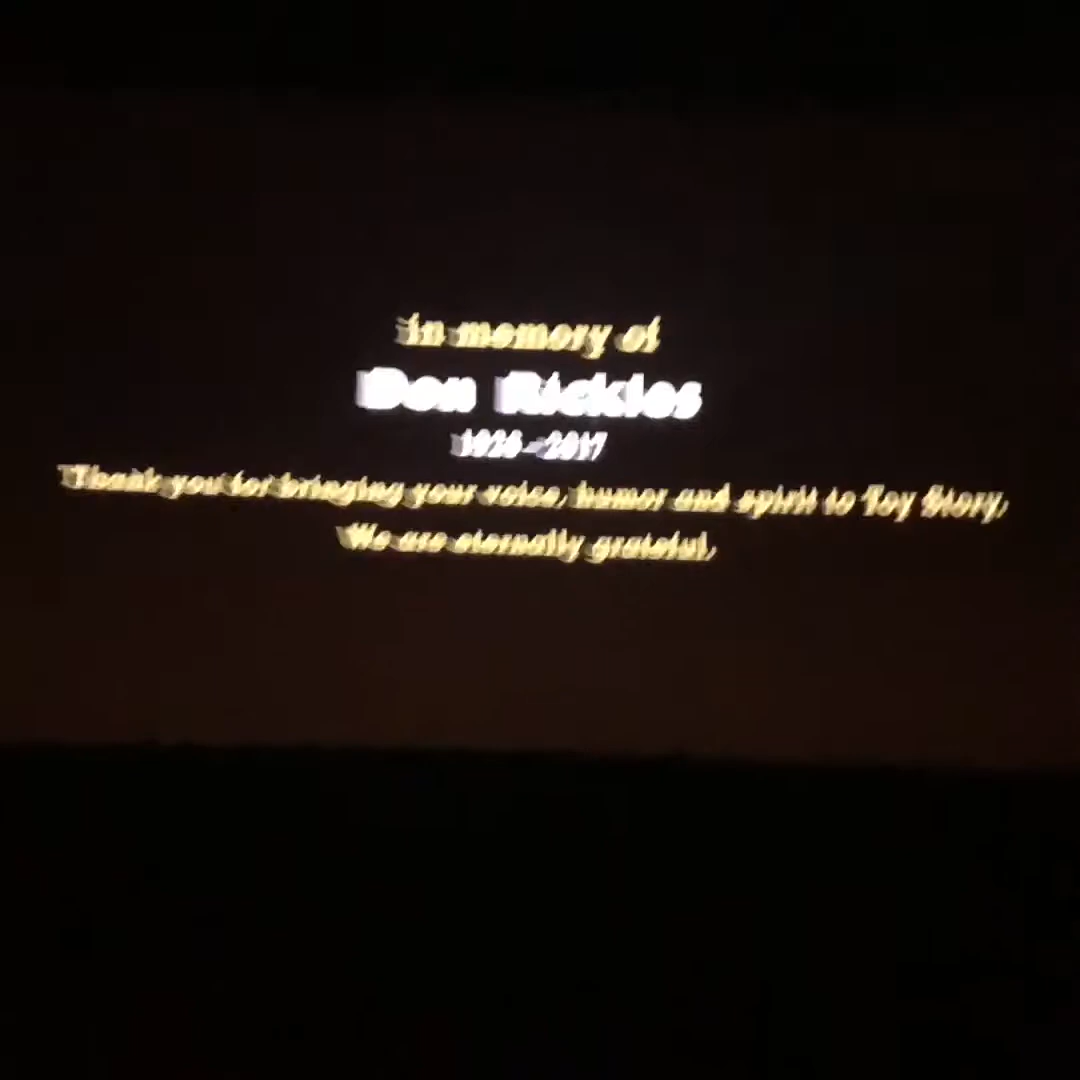 in memory of
Don Rickles
1926-2017
Thank you for bringing your voice, humor and spirit to Toy Story.
We are eternally grateful.